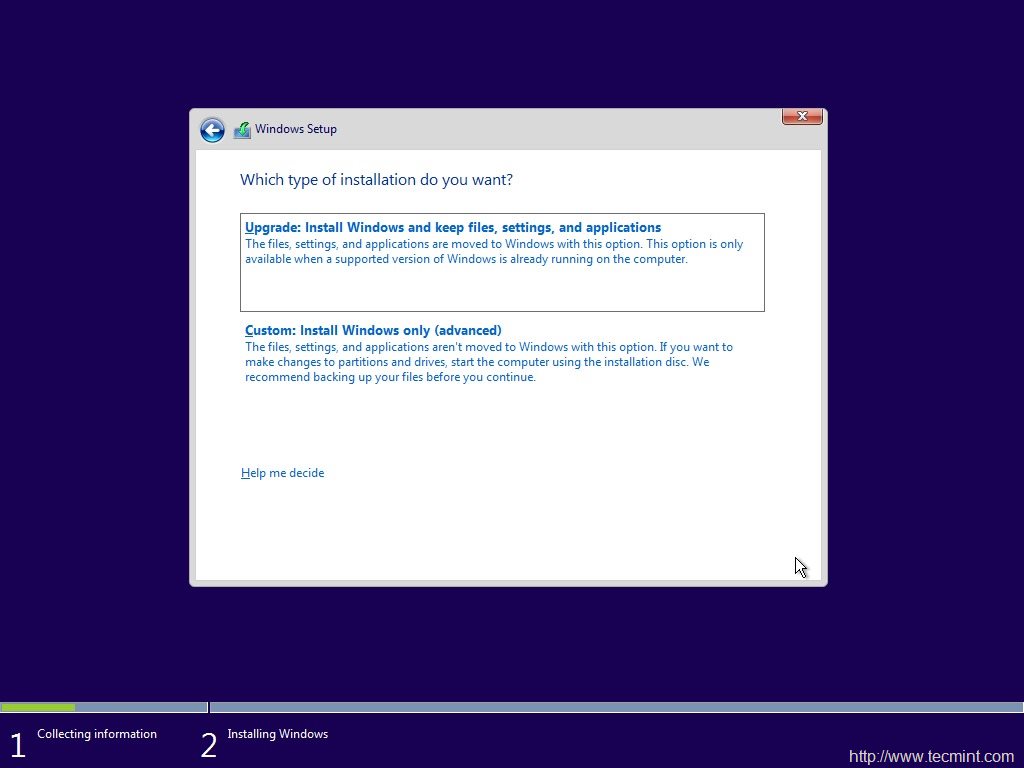 Windows Setup
Which type of installation do you want?
Upgrade: Install Windows and keep files, settings, and applications
The files, settings, and applications are moved to Windows with this option. This option is only
available when a supported version of Windows is already running on the computer.
Custom: Install Windows only (advanced)
The files, settings, and applications aren't moved to Windows with this option. If you want to
make changes to partitions and drives, start the computer using the installation disc. We
recommend backing up your files before you continue.
Help me decide
1 Collecting information
2 Installing Windows
http://www.tecmint.com